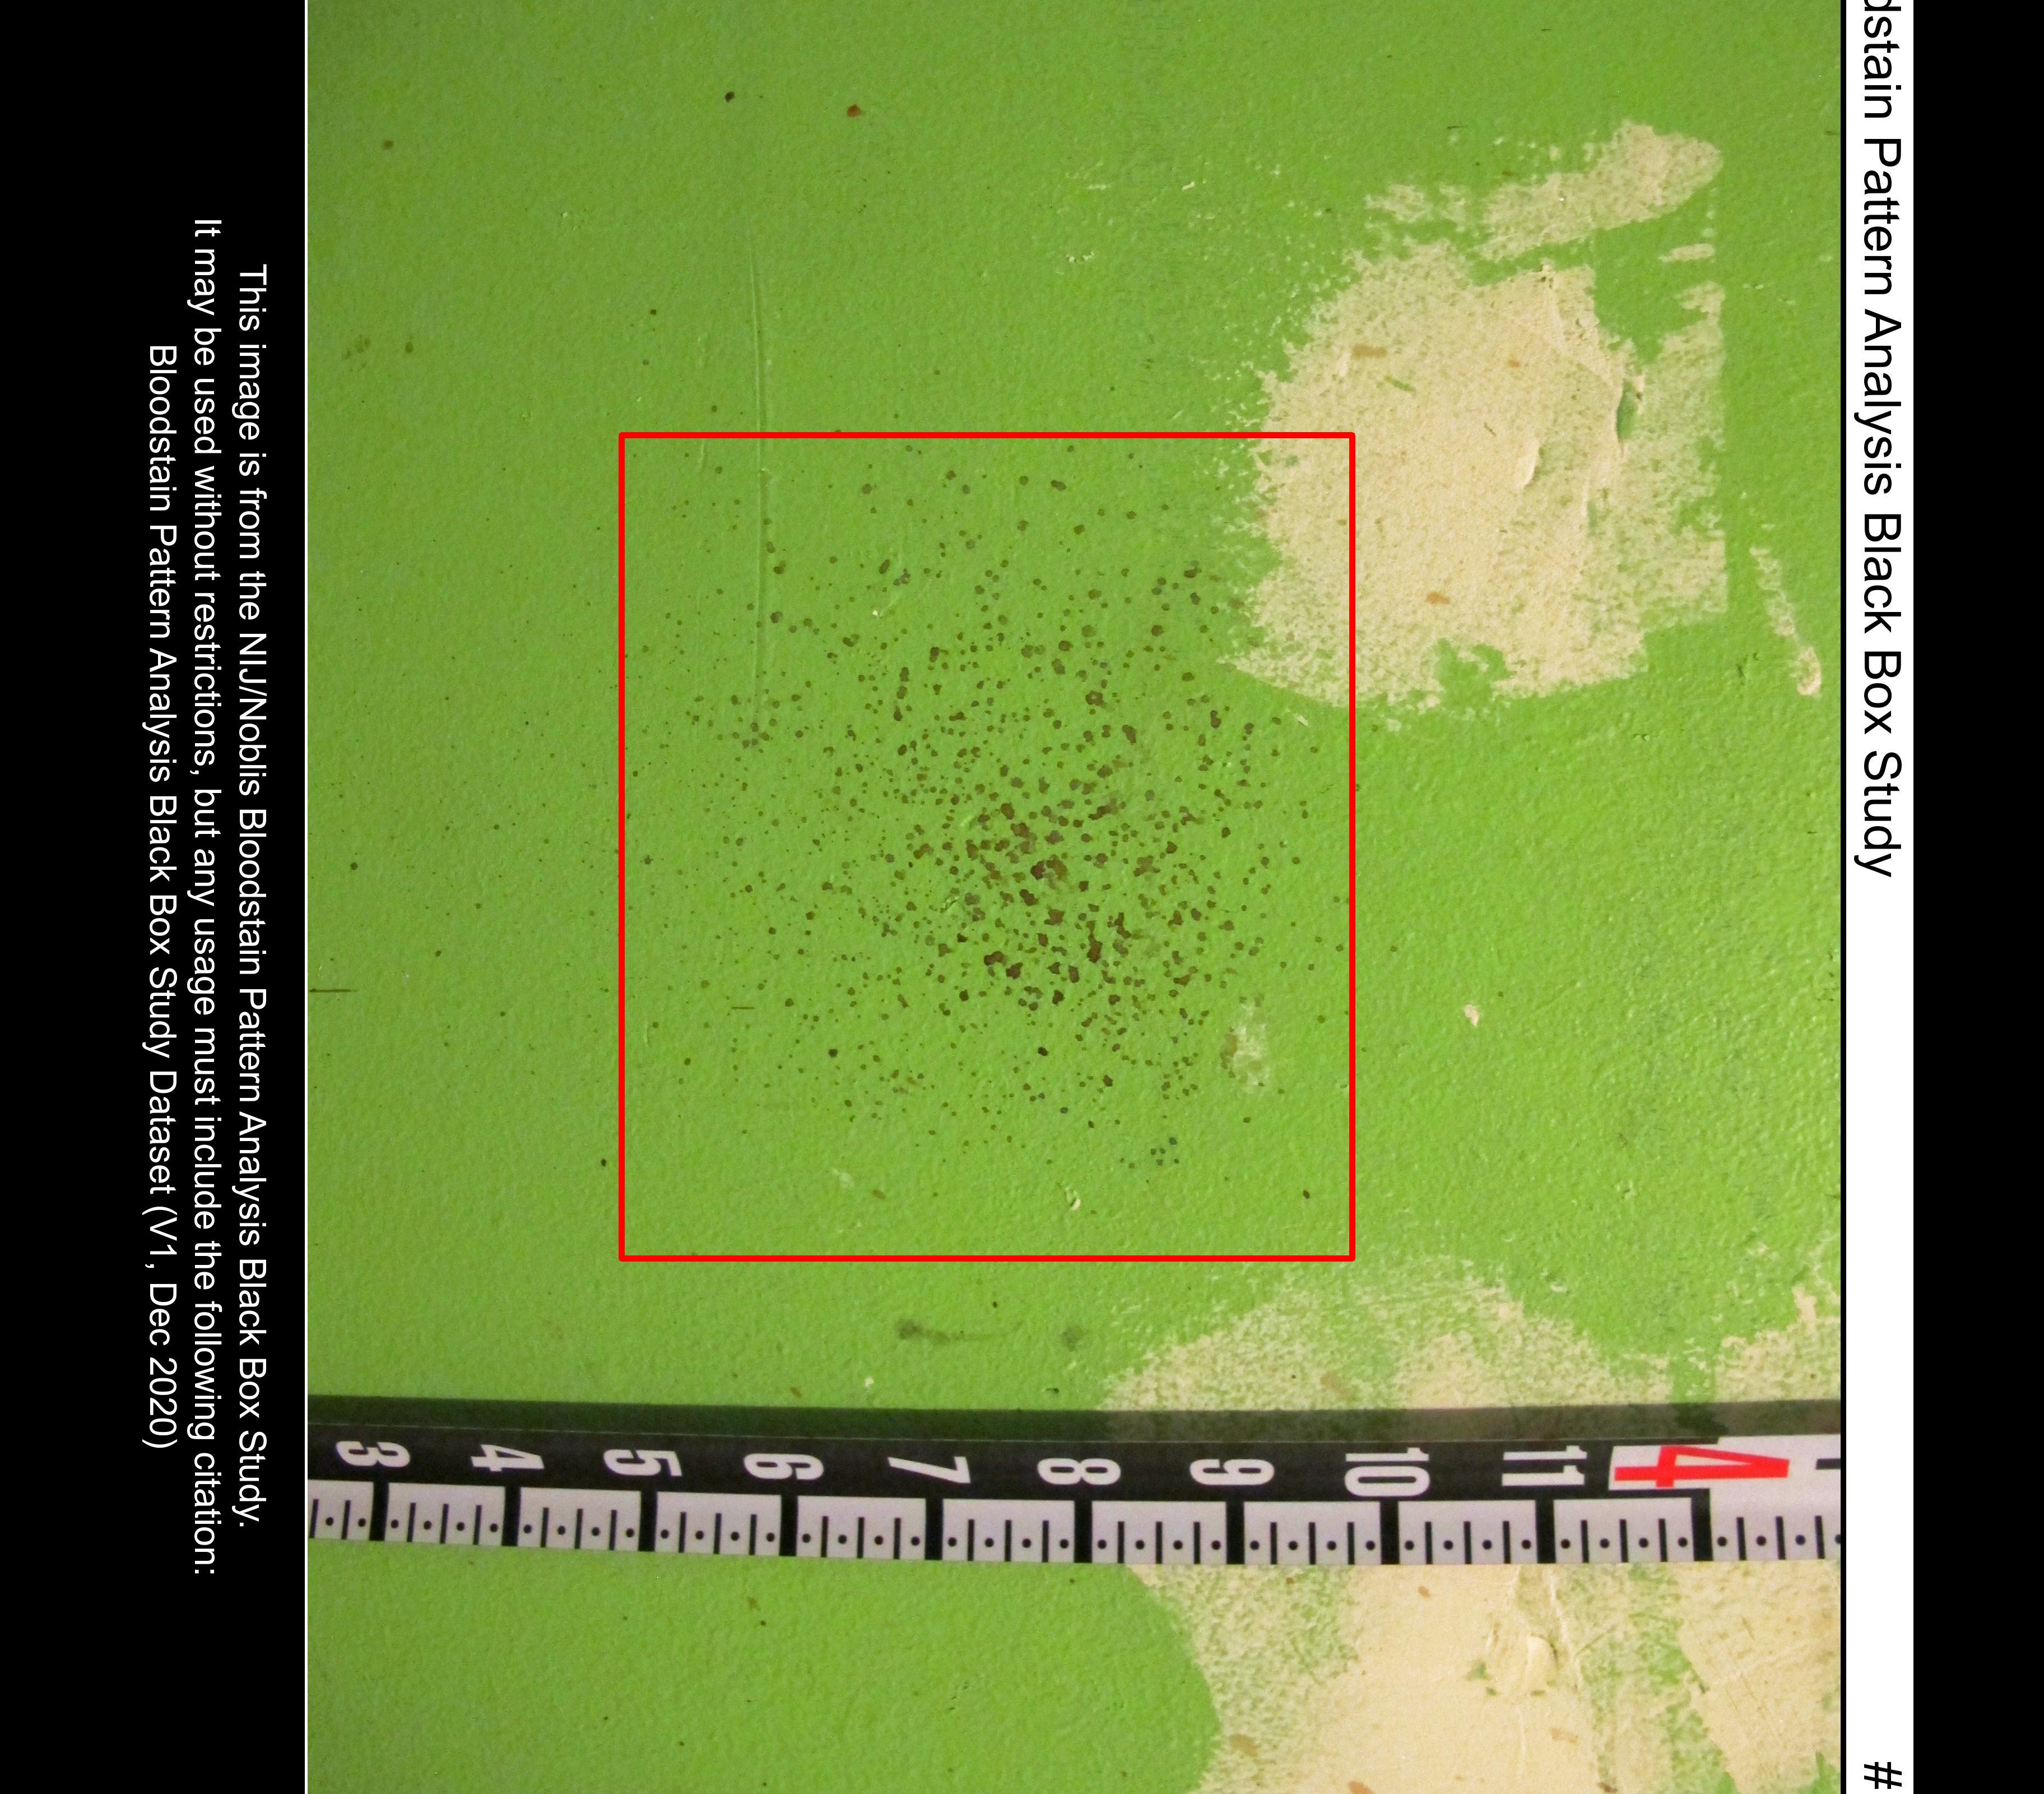 dstain Pattern Analysis Black Box Study
#
3 4 5 6 7 8 9 10 11 4
This image is from the NIJ/Noblis Bloodstain Pattern Analysis Black Box Study.
It may be used without restrictions, but any usage must include the following citation:
Bloodstain Patttern Analysis Black Box Study Dataset (V1, Dec 2020)